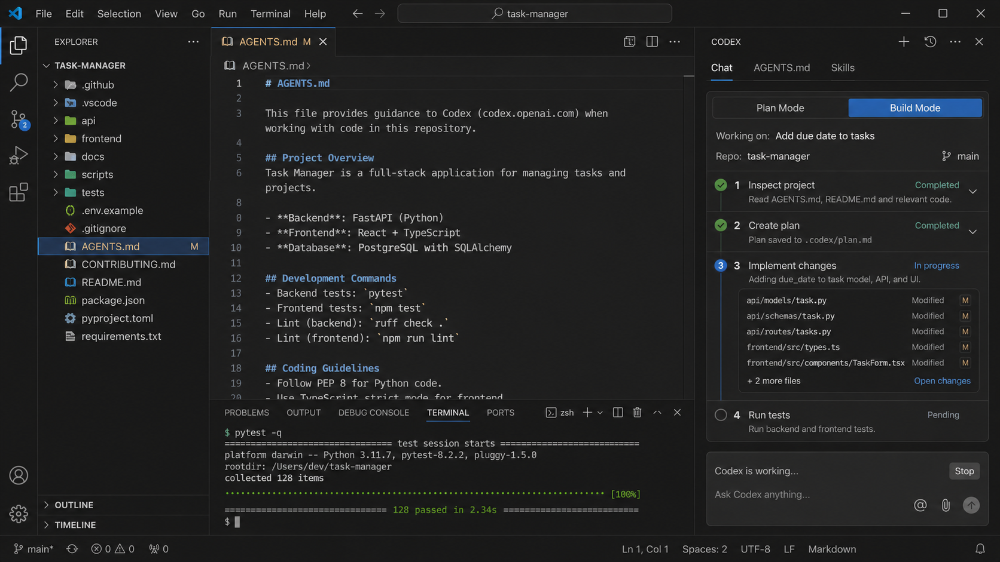 File Edit Selection View Go Run Terminal Help
task-manager
EXPLORER
TASK-MANAGER
.github
.vscode
api
frontend
docs
scripts
tests
.env.example
.gitignore
AGENTS.md M
CONTRIBUTING.md
README.md
package.json
pyproject.toml
requirements.txt
OUTLINE
TIMELINE
2
AGENTS.md M
AGENTS.md
1 # AGENTS.md
2
3 This file provides guidance to Codex (codex.openai.com) when
working with code in this repository.
4
5 ## Project Overview
6 Task Manager is a full-stack application for managing tasks and
projects.
8
0 - **Backend**: FastAPI (Python)
9 - **Frontend**: React + TypeScript
10 - **Database**: PostgreSQL with SQLAlchemy
11
12 ## Development Commands
13 - Backend tests: `pytest`
14 - Frontend tests: `npm test`
15 - Lint (backend): `ruff check .`
16 - Lint (frontend): `npm run lint`
17
18 ## Coding Guidelines
19 - Follow PEP 8 for Python code.
20 - Use TypeScript strict mode for frontend
PROBLEMS OUTPUT DEBUG CONSOLE TERMINAL PORTS zsh
$ pytest -q
============================= test session starts =========================
platform darwin -- Python 3.11.7, pytest-8.2.2, pluggy-1.5.0
rootdir: /Users/dev/task-manager
collected 128 items
········································································ [100%]
============================ 128 passed in 2.34s ========================
$
CODEX
Chat AGENTS.md Skills
Plan Mode Build Mode
Working on: Add due date to tasks
Repo: task-manager main
1 Inspect project Completed
Read AGENTS.md, README.md and relevant code.
2 Create plan Completed
Plan saved to .codex/plan.md
3 3 Implement changes In progress
Adding due_date to task model, API, and UI.
api/models/task.py Modified M
api/schemas/task.py Modified M
api/routes/tasks.py Modified M
frontend/src/types.ts Modified M
frontend/src/components/TaskForm.tsx Modified M
+ 2 more files Open changes
4 Run tests Pending
Run backend and frontend tests.
Codex is working... Stop
Ask Codex anything...
main* 0 0 0 Ln 1, Col 1 Spaces: 2 UTF-8 LF Markdown